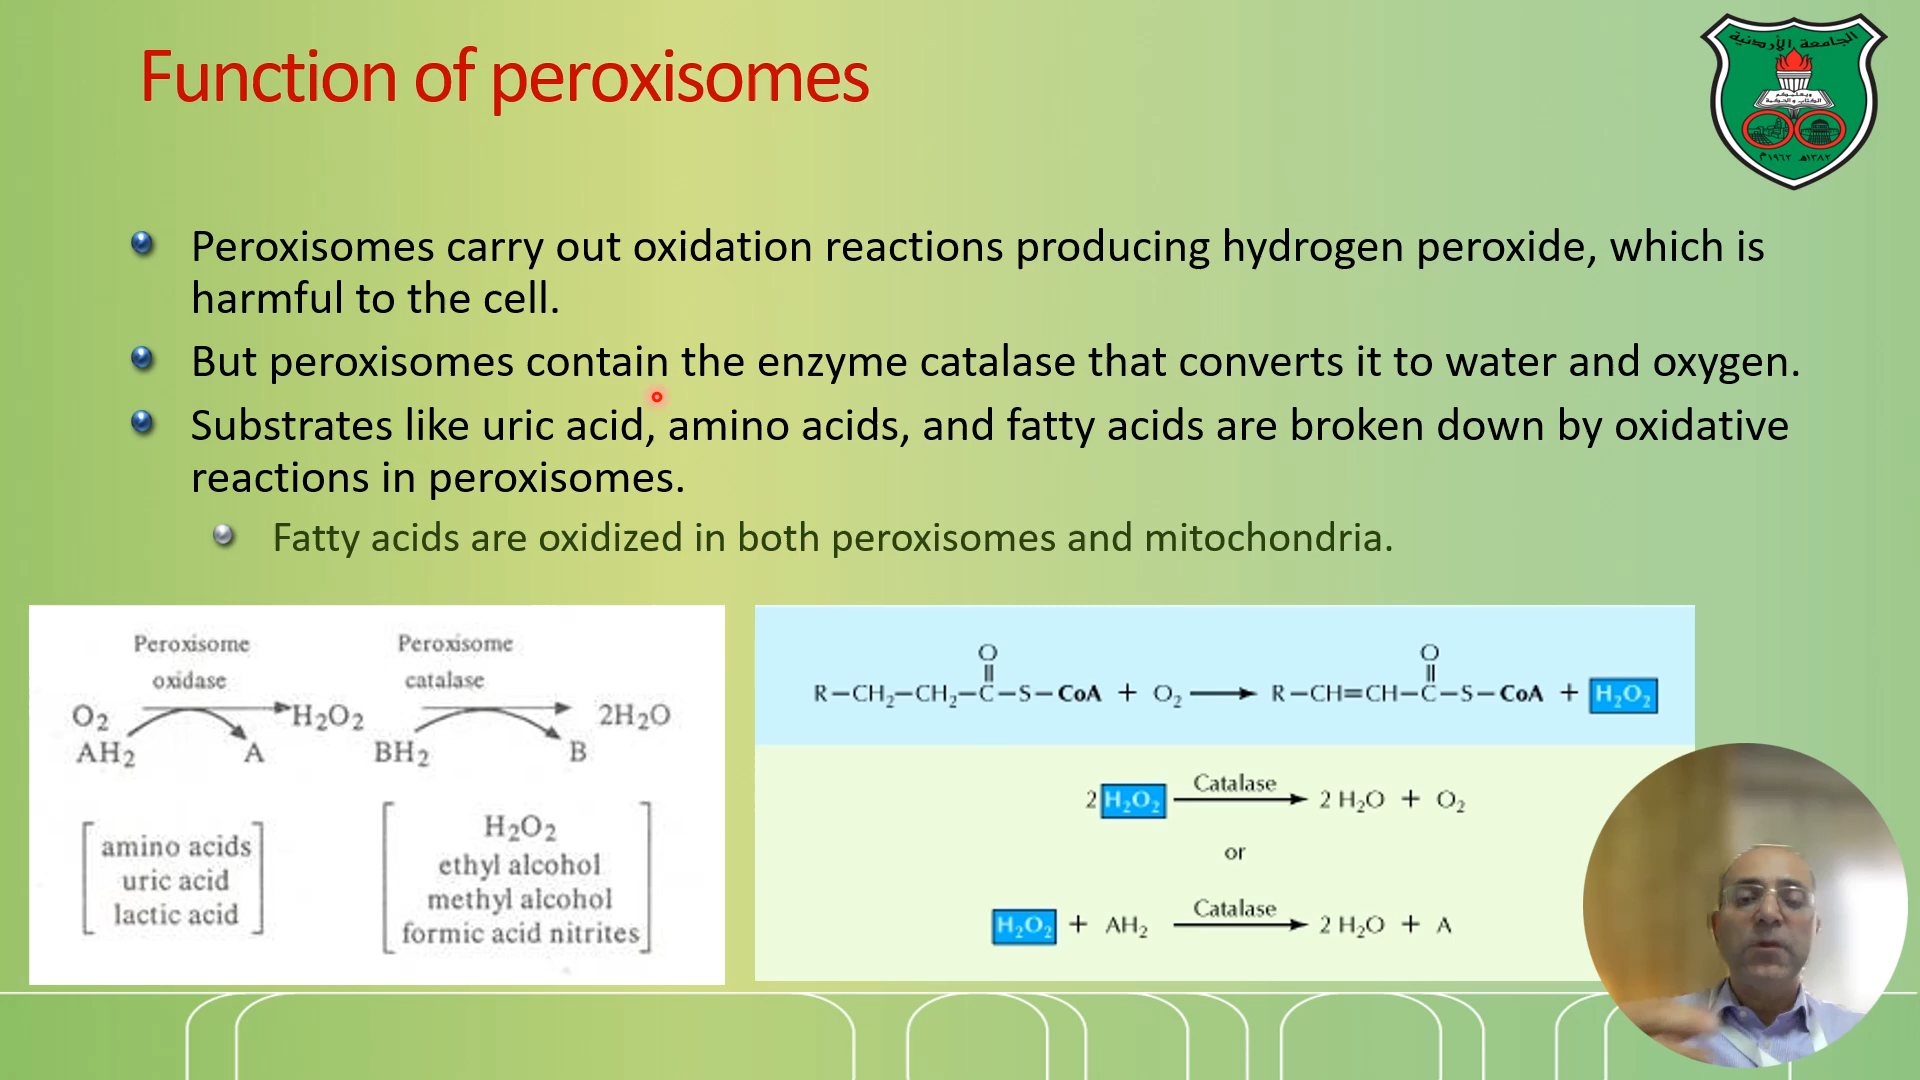 Function of peroxisomes
الجامعة الأردنية
Peroxisomes carry out oxidation reactions producing hydrogen peroxide, which is
harmful to the cell.
But peroxisomes contain the enzyme catalase that converts it to water and oxygen.
Substrates like uric acid, amino acids, and fatty acids are broken down by oxidative
reactions in peroxisomes.
Fatty acids are oxidized in both peroxisomes and mitochondria.
Peroxisome
oxidase
Peroxisome
catalase
O₂ H₂O₂ 2H₂O
AH₂ A BH₂ B
amino acids
uric acid
lactic acid
H₂O₂
ethyl alcohol
methyl alcohol
formic acid nitrites
O O
R–CH₂–CH₂–C–S–CoA + O₂ → R–CH=CH–C–S–CoA + H₂O₂
Catalase
2 H₂O₂ → 2 H₂O + O₂
or
Catalase
H₂O₂ + AH₂ → 2 H₂O + A